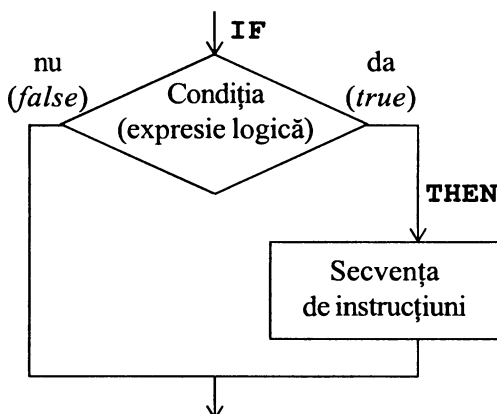 IF
nu
(false)
Condiția
(expresie logică)
da
(true)
THEN
Secvența
de instrucțiuni